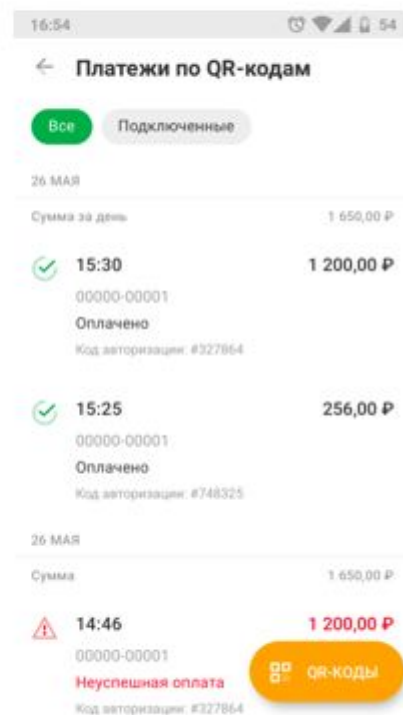 16:54 54
Платежи по QR-кодам
Все Подключенные
26 МАЯ
Сумма за день 1 650,00 ₽
15:30 1 200,00 ₽
00000-00001
Оплачено
Код авторизации: #327864
15:25 256,00 ₽
00000-00001
Оплачено
Код авторизации: #748325
26 МАЯ
Сумма 1 650,00 ₽
14:46 1 200,00 ₽
00000-00001
Неуспешная оплата
QR-КОДЫ
Код авторизации: #327864